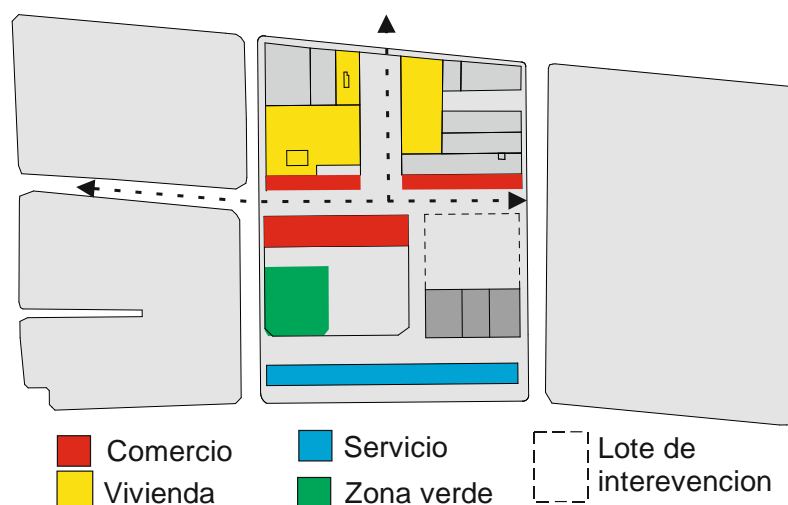 Comercio
Servicio
Lote de
interevencion
Vivienda
Zona verde